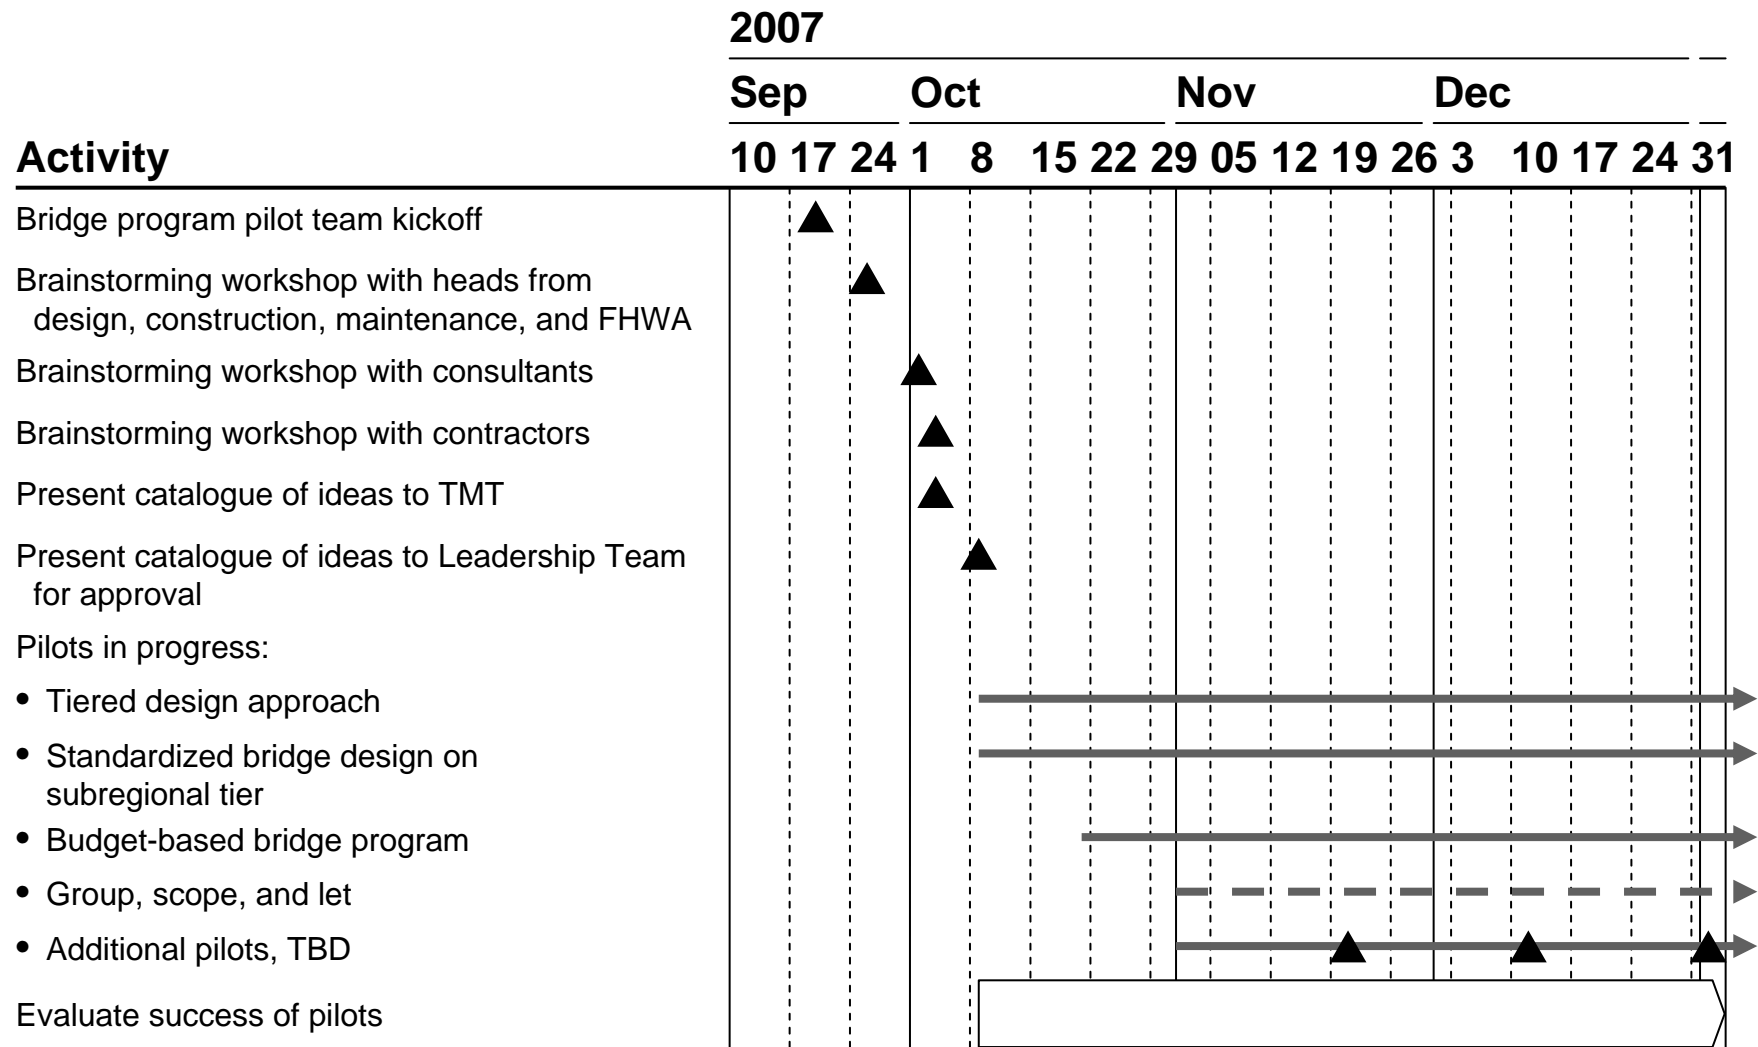 2007
Sep Oct Nov Dec
Activity 10 17 24 1 8 15 22 29 05 12 19 26 3 10 17 24 31
Bridge program pilot team kickoff
Brainstorming workshop with heads from
design, construction, maintenance, and FHWA
Brainstorming workshop with consultants
Brainstorming workshop with contractors
Present catalogue of ideas to TMT
Present catalogue of ideas to Leadership Team
for approval
Pilots in progress:
• Tiered design approach
• Standardized bridge design on
subregional tier
• Budget-based bridge program
• Group, scope, and let
• Additional pilots, TBD
Evaluate success of pilots